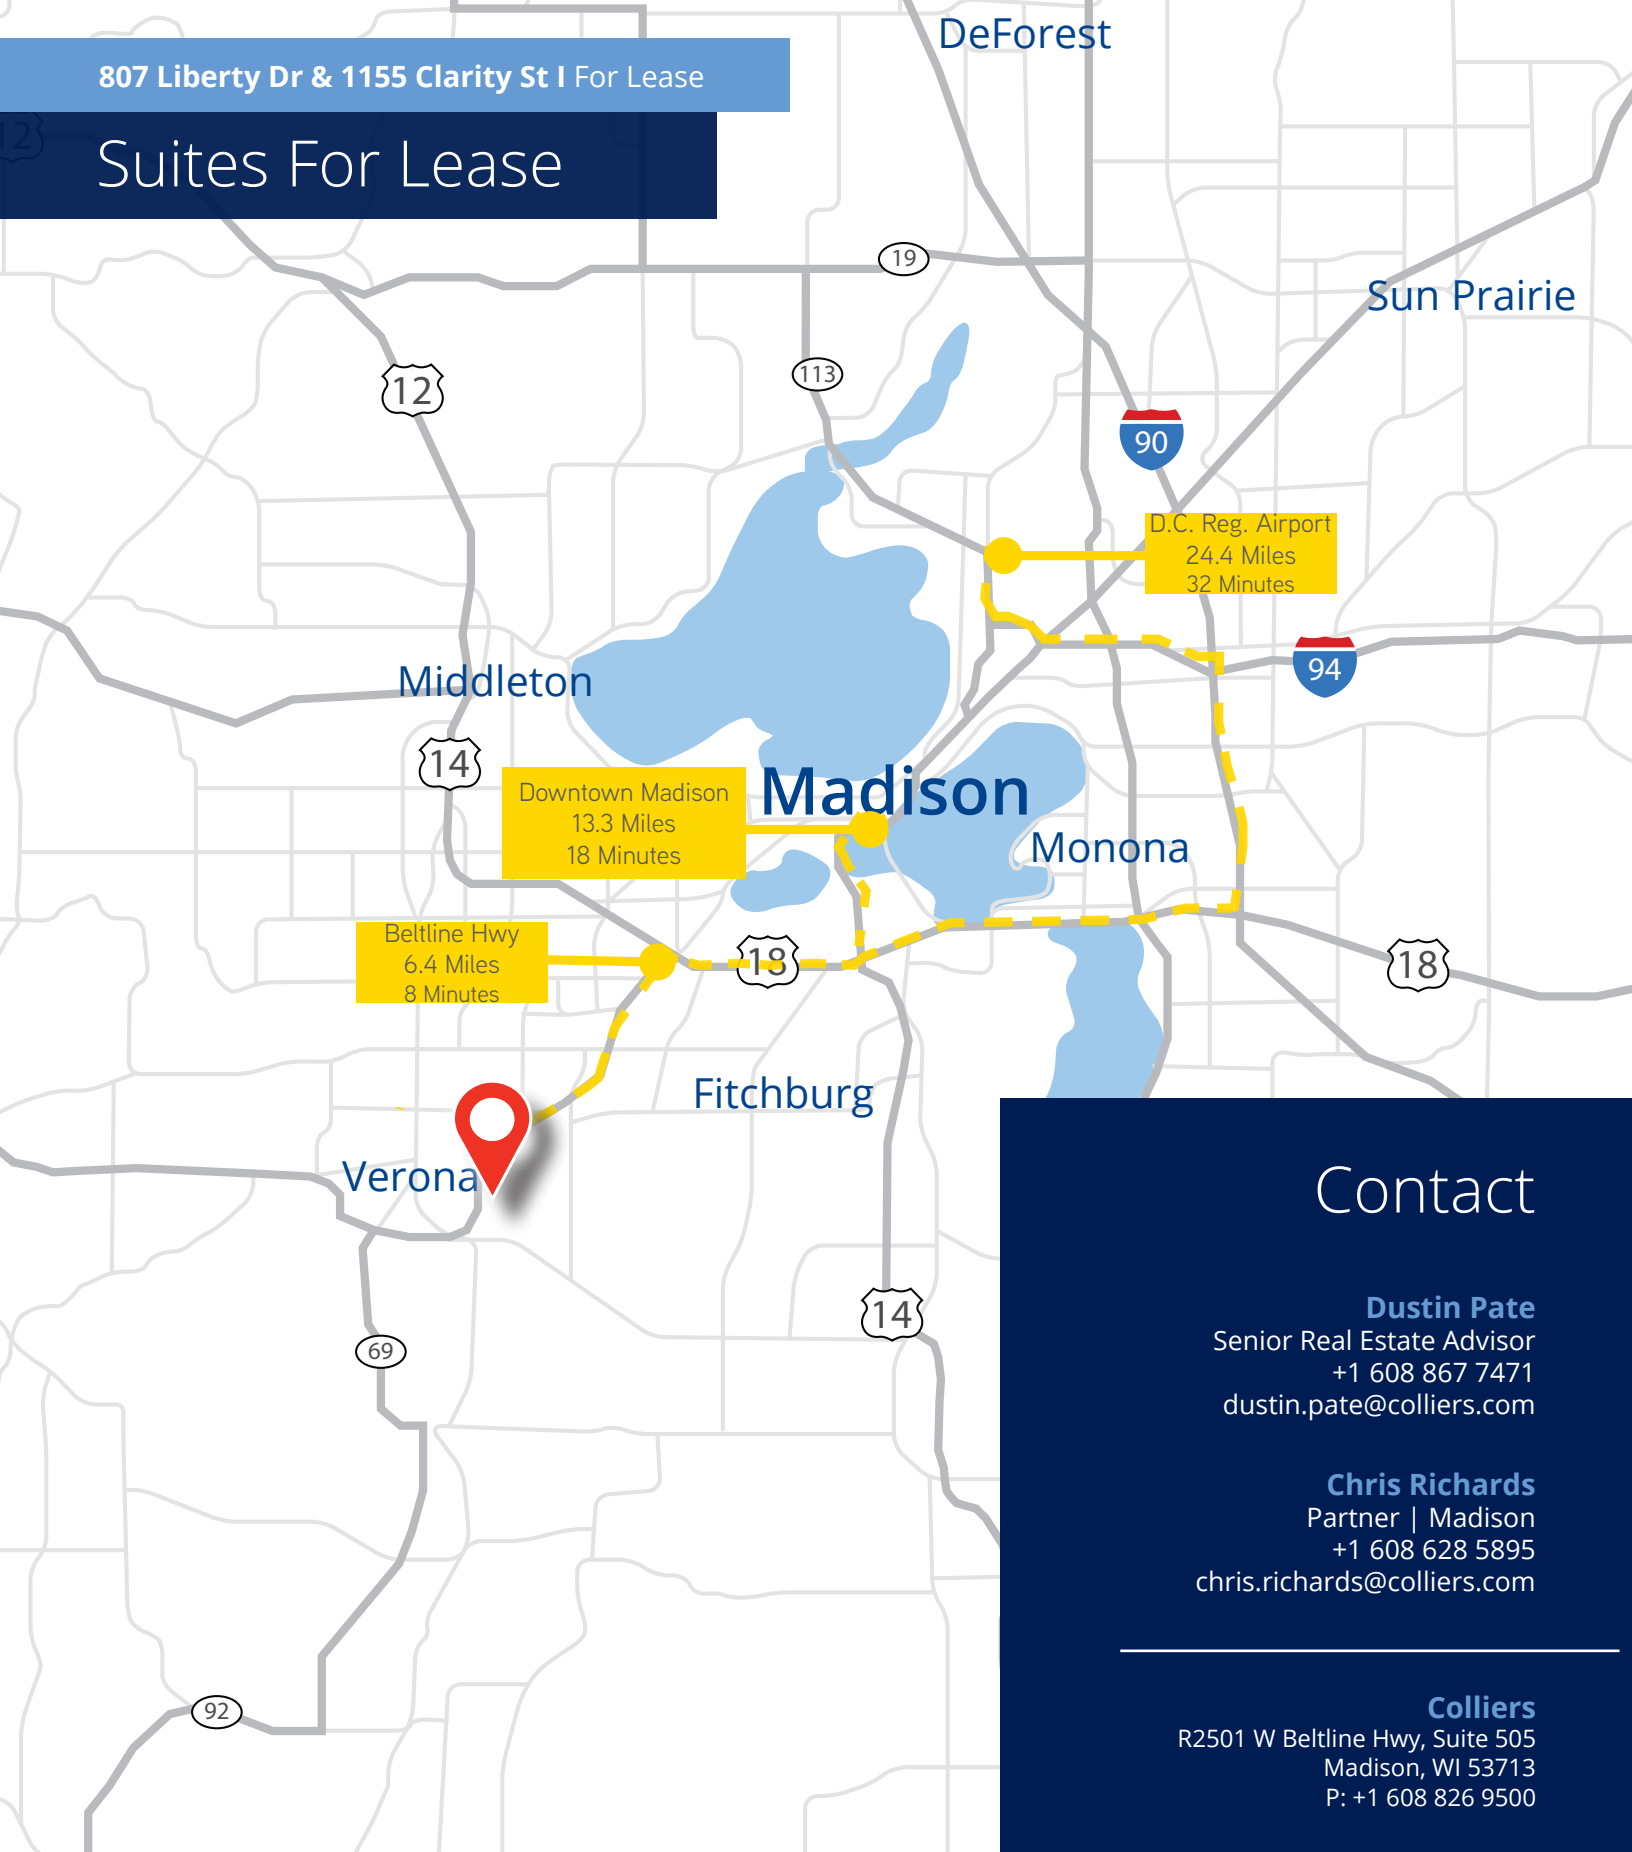 DeForest
807 Liberty Dr & 1155 Clarity St I For Lease
12
Suites For Lease
19
Sun Prairie
113
12
90
D.C. Reg. Airport
24.4 Miles
32 Minutes
94
Middleton
14
Madison
Downtown Madison
13.3 Miles
18 Minutes
Monona
Beltline Hwy
6.4 Miles
8 Minutes
18
18
Fitchburg
Verona
14
69
92
Contact
Dustin Pate
Senior Real Estate Advisor
+1 608 867 7471
dustin.pate@colliers.com
Chris Richards
Partner | Madison
+1 608 628 5895
chris.richards@colliers.com
Colliers
R2501 W Beltline Hwy, Suite 505
Madison, WI 53713
P: +1 608 826 9500